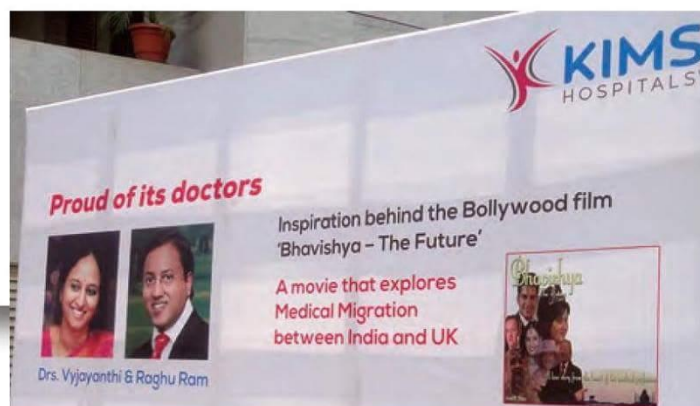 KIMS
HOSPITALS
Proud of its doctors
Drs. Vyjayanthi & Raghu Ram
Inspiration behind the Bollywood film
'Bhavishya – The Future'
A movie that explores
Medical Migration
between India and UK
Bhavishya